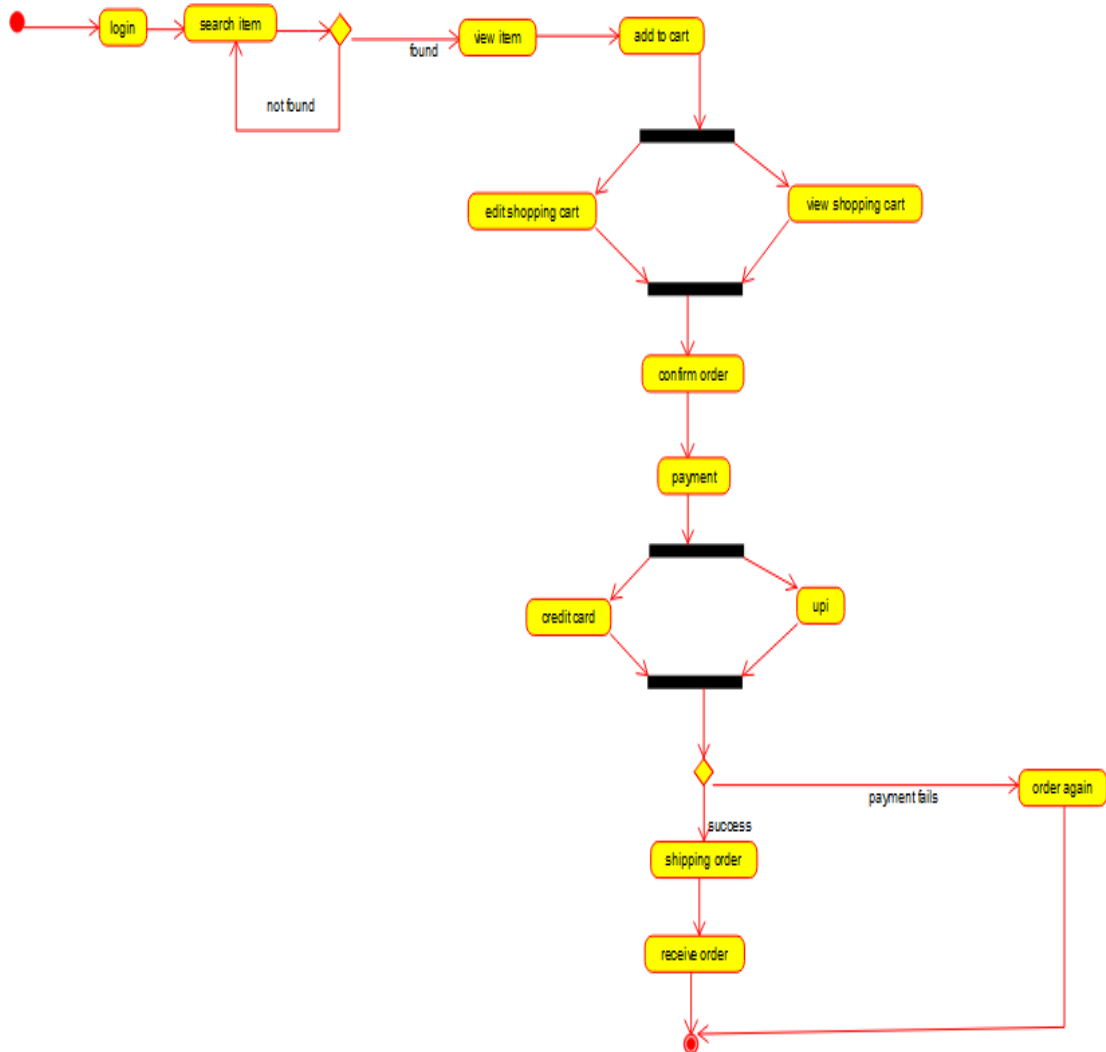 login
search item
found
view item
add to cart
not found
edit shopping cart
view shopping cart
confirm order
payment
credit card
upi
payment fails
order again
success
shipping order
receive order